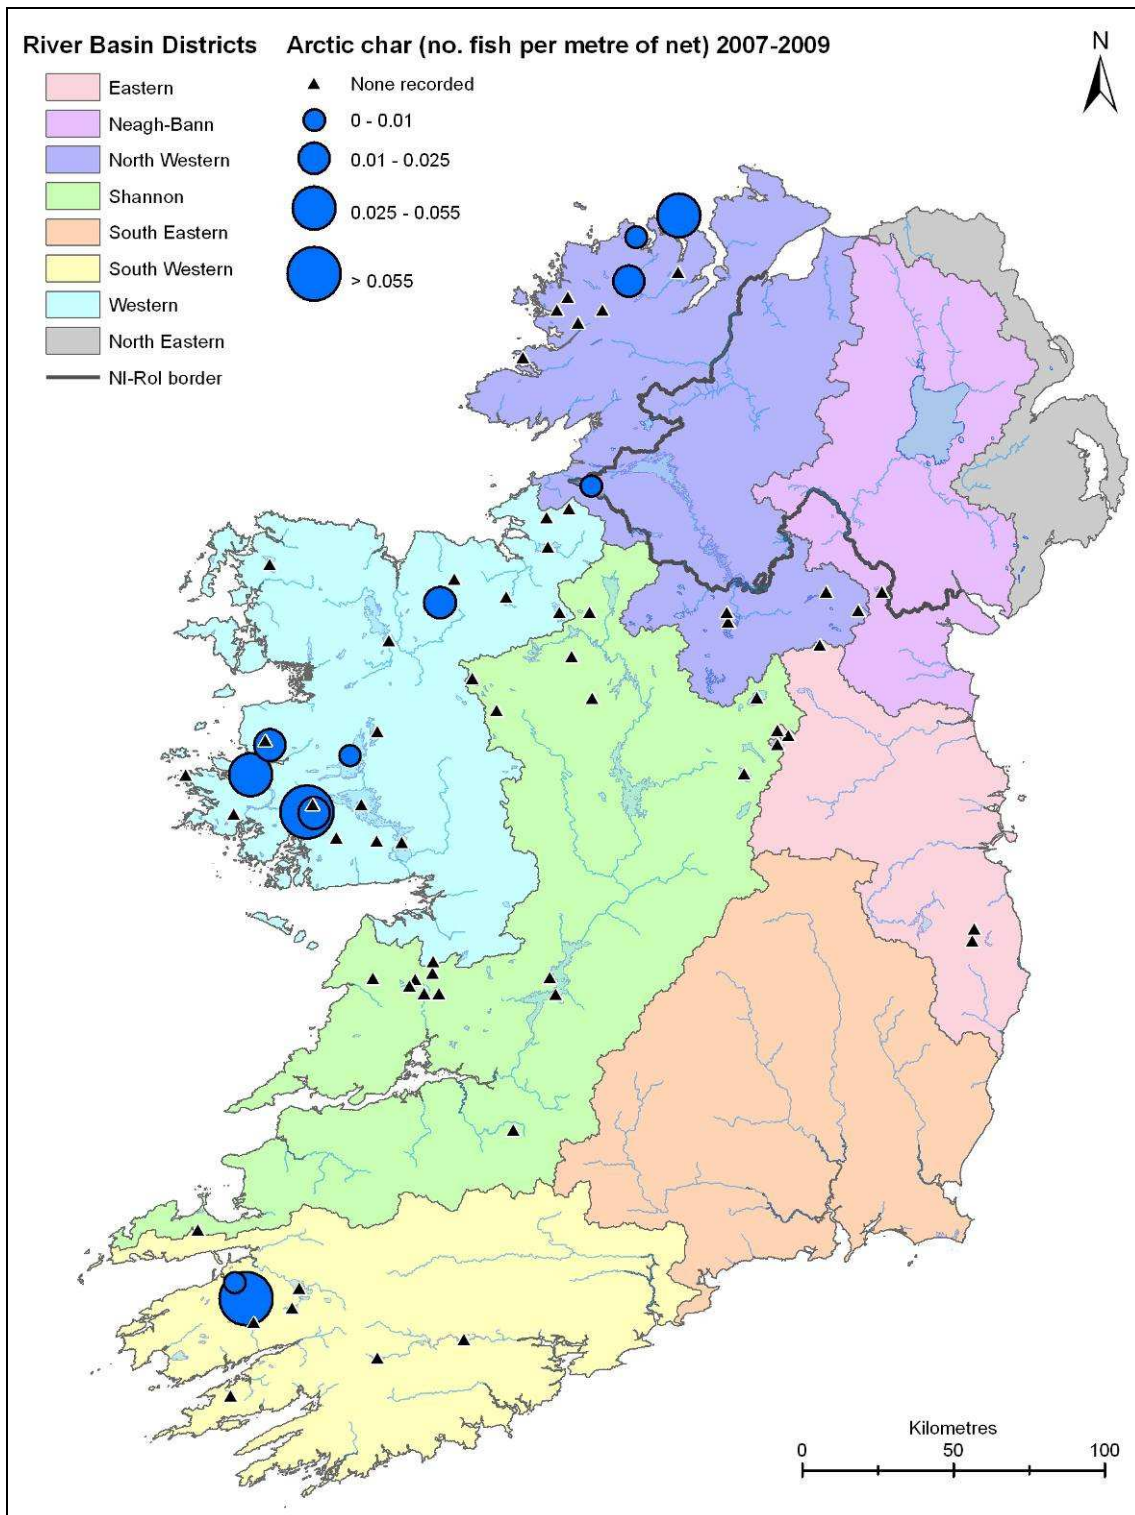 River Basin Districts
Eastern
Neagh-Bann
North Western
Shannon
South Eastern
South Western
Western
North Eastern
NI-RoI border
Arctic char (no. fish per metre of net) 2007-2009
None recorded
0 - 0.01
0.01 - 0.025
0.025 - 0.055
> 0.055
N
Kilometres
0 50 100